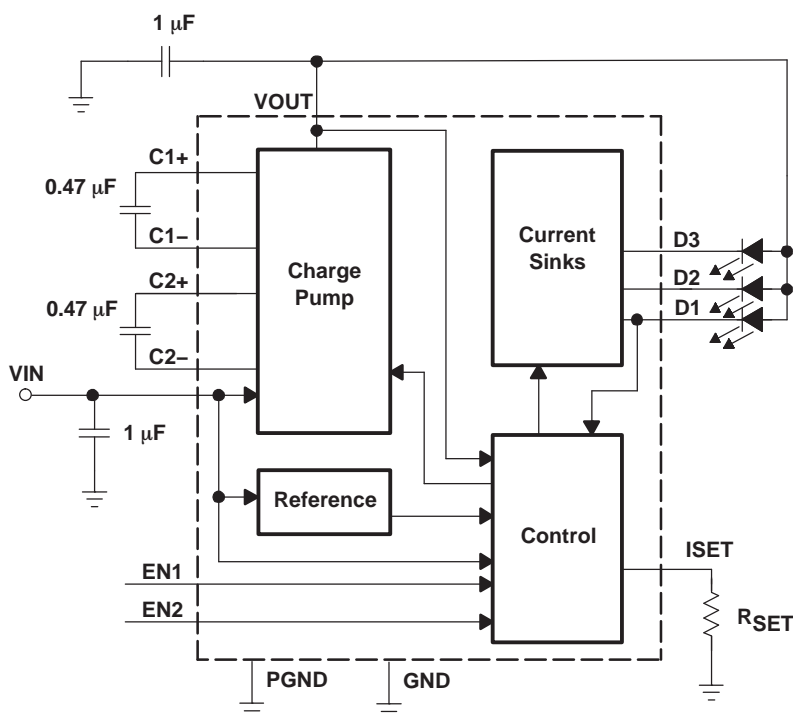 1 μF
VOUT
C1+
0.47 μF
C1−
C2+
0.47 μF
C2−
VIN
1 μF
Charge
Pump
Current
Sinks
D3
D2
D1
Reference
Control
ISET
RSET
EN1
EN2
PGND
GND